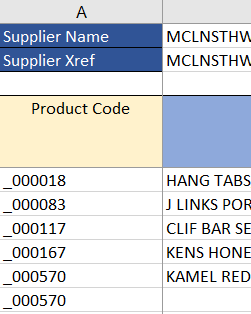 A
Supplier Name MCLNSTHW
Supplier Xref MCLNSTHW
Product Code
_000018 HANG TABS
_000083 J LINKS POR
_000117 CLIF BAR SE
_000167 KENS HONE
_000570 KAMEL RED
_000570